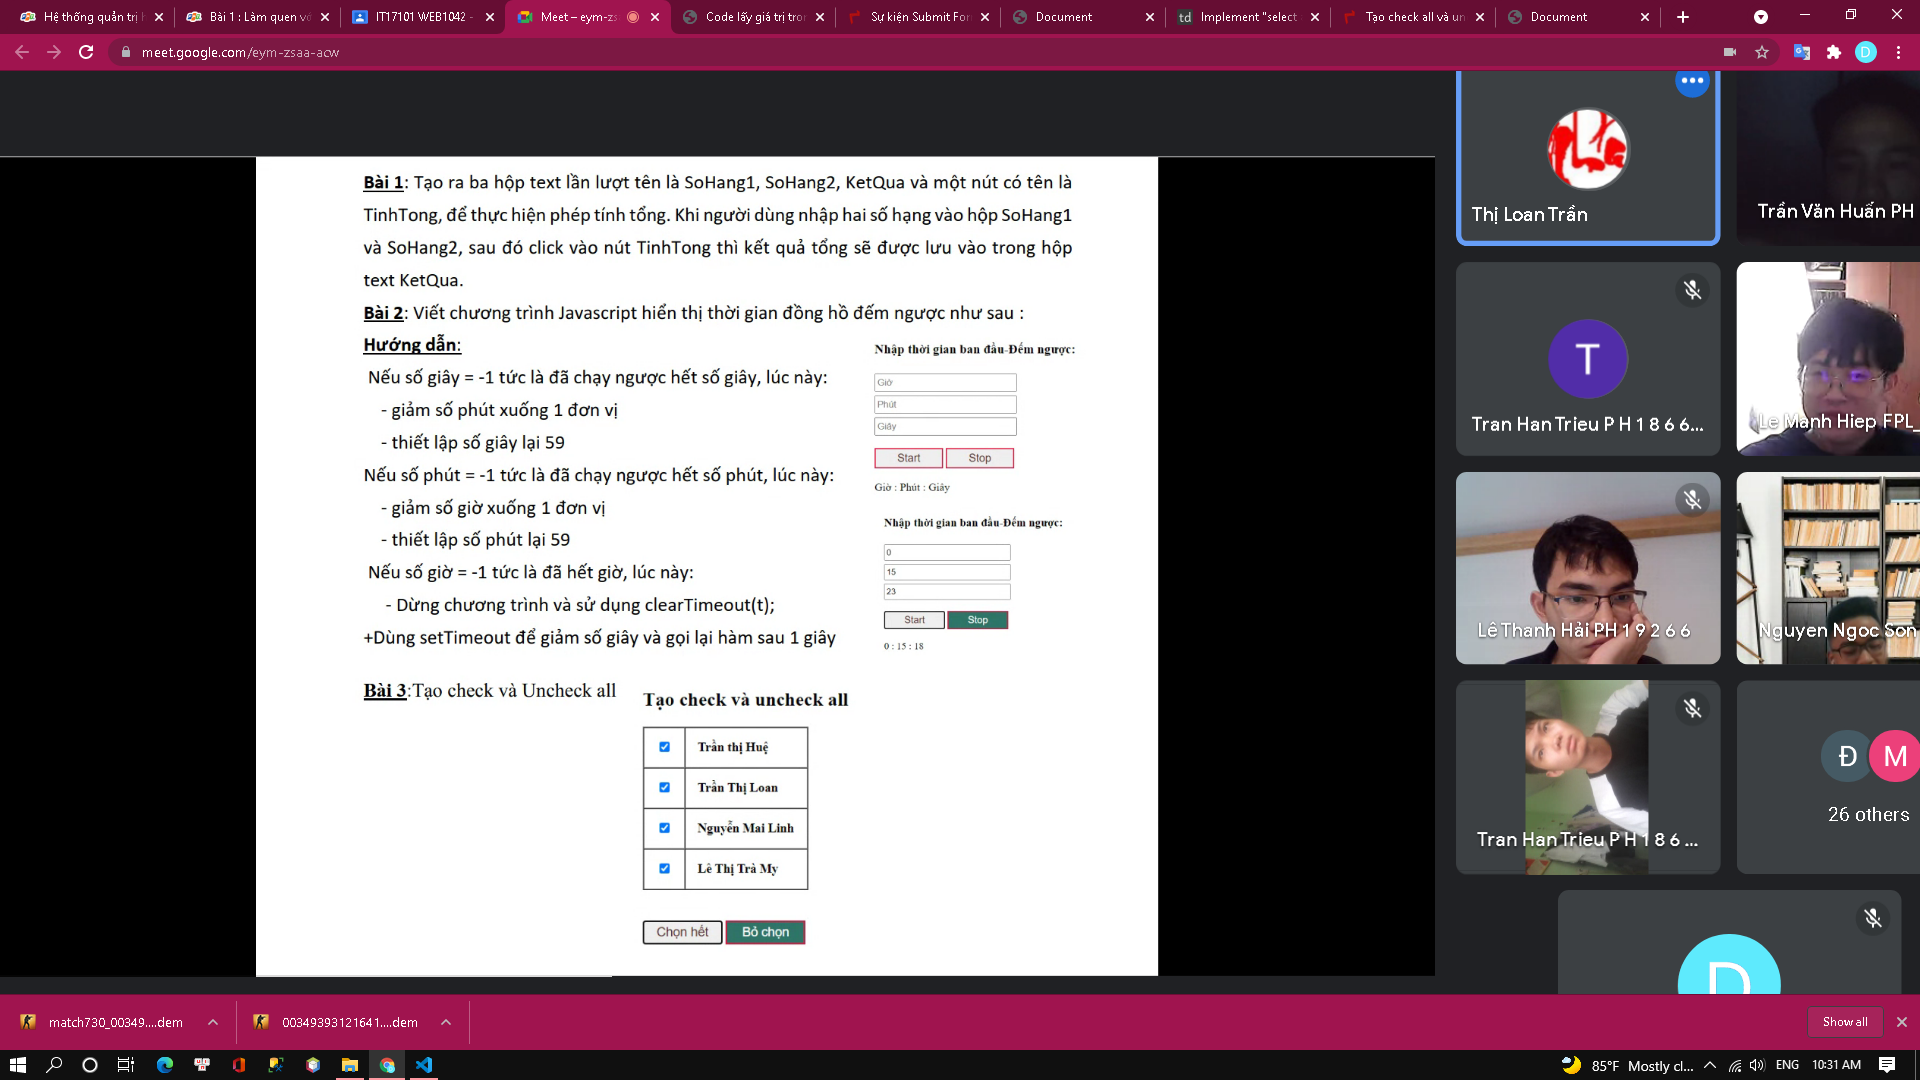 Hệ thống quản trị h
Bài 1 : Làm quen vớ
IT17101 WEB1042 -
Meet – eym-zs
Code lấy giá trị tron
Sự kiện Submit Form
Document
td Implement "select
Tạo check all và un
Document
meet.google.com/eym-zsaa-acw
D
Bài 1: Tạo ra ba hộp text lần lượt tên là SoHang1, SoHang2, KetQua và một nút có tên là
TinhTong, để thực hiện phép tính tổng. Khi người dùng nhập hai số hạng vào hộp SoHang1
và SoHang2, sau đó click vào nút TinhTong thì kết quả tổng sẽ được lưu vào trong hộp
text KetQua.
Bài 2: Viết chương trình Javascript hiển thị thời gian đồng hồ đếm ngược như sau :
Hướng dẫn:
Nếu số giây = -1 tức là đã chạy ngược hết số giây, lúc này:
- giảm số phút xuống 1 đơn vị
- thiết lập số giây lại 59
Nếu số phút = -1 tức là đã chạy ngược hết số phút, lúc này:
- giảm số giờ xuống 1 đơn vị
- thiết lập số phút lại 59
Nếu số giờ = -1 tức là đã hết giờ, lúc này:
- Dừng chương trình và sử dụng clearTimeout(t);
+Dùng setTimeout để giảm số giây và gọi lại hàm sau 1 giây
Nhập thời gian ban đầu-Đếm ngược:
Giờ
Phút
Giây
Start Stop
Giờ : Phút : Giây
Nhập thời gian ban đầu-Đếm ngược:
0
15
23
Start Stop
0 : 15 : 18
Bài 3:Tạo check và Uncheck all
Tạo check và uncheck all
Trần thị Huệ
Trần Thị Loan
Nguyễn Mai Linh
Lê Thị Trà My
Chọn hết Bỏ chọn
Thị Loan Trần
Trần Văn Huấn PH
T
Tran Han Trieu P H 1 8 6 6...
Le Manh Hiep FPL_
Lê Thanh Hải PH 1 9 2 6 6
Nguyen Ngoc Son
Tran Han Trieu P H 1 8 6 ...
Đ M
26 others
D
match730_00349....dem
00349393121641....dem
Show all
85°F Mostly cl...
ENG
10:31 AM